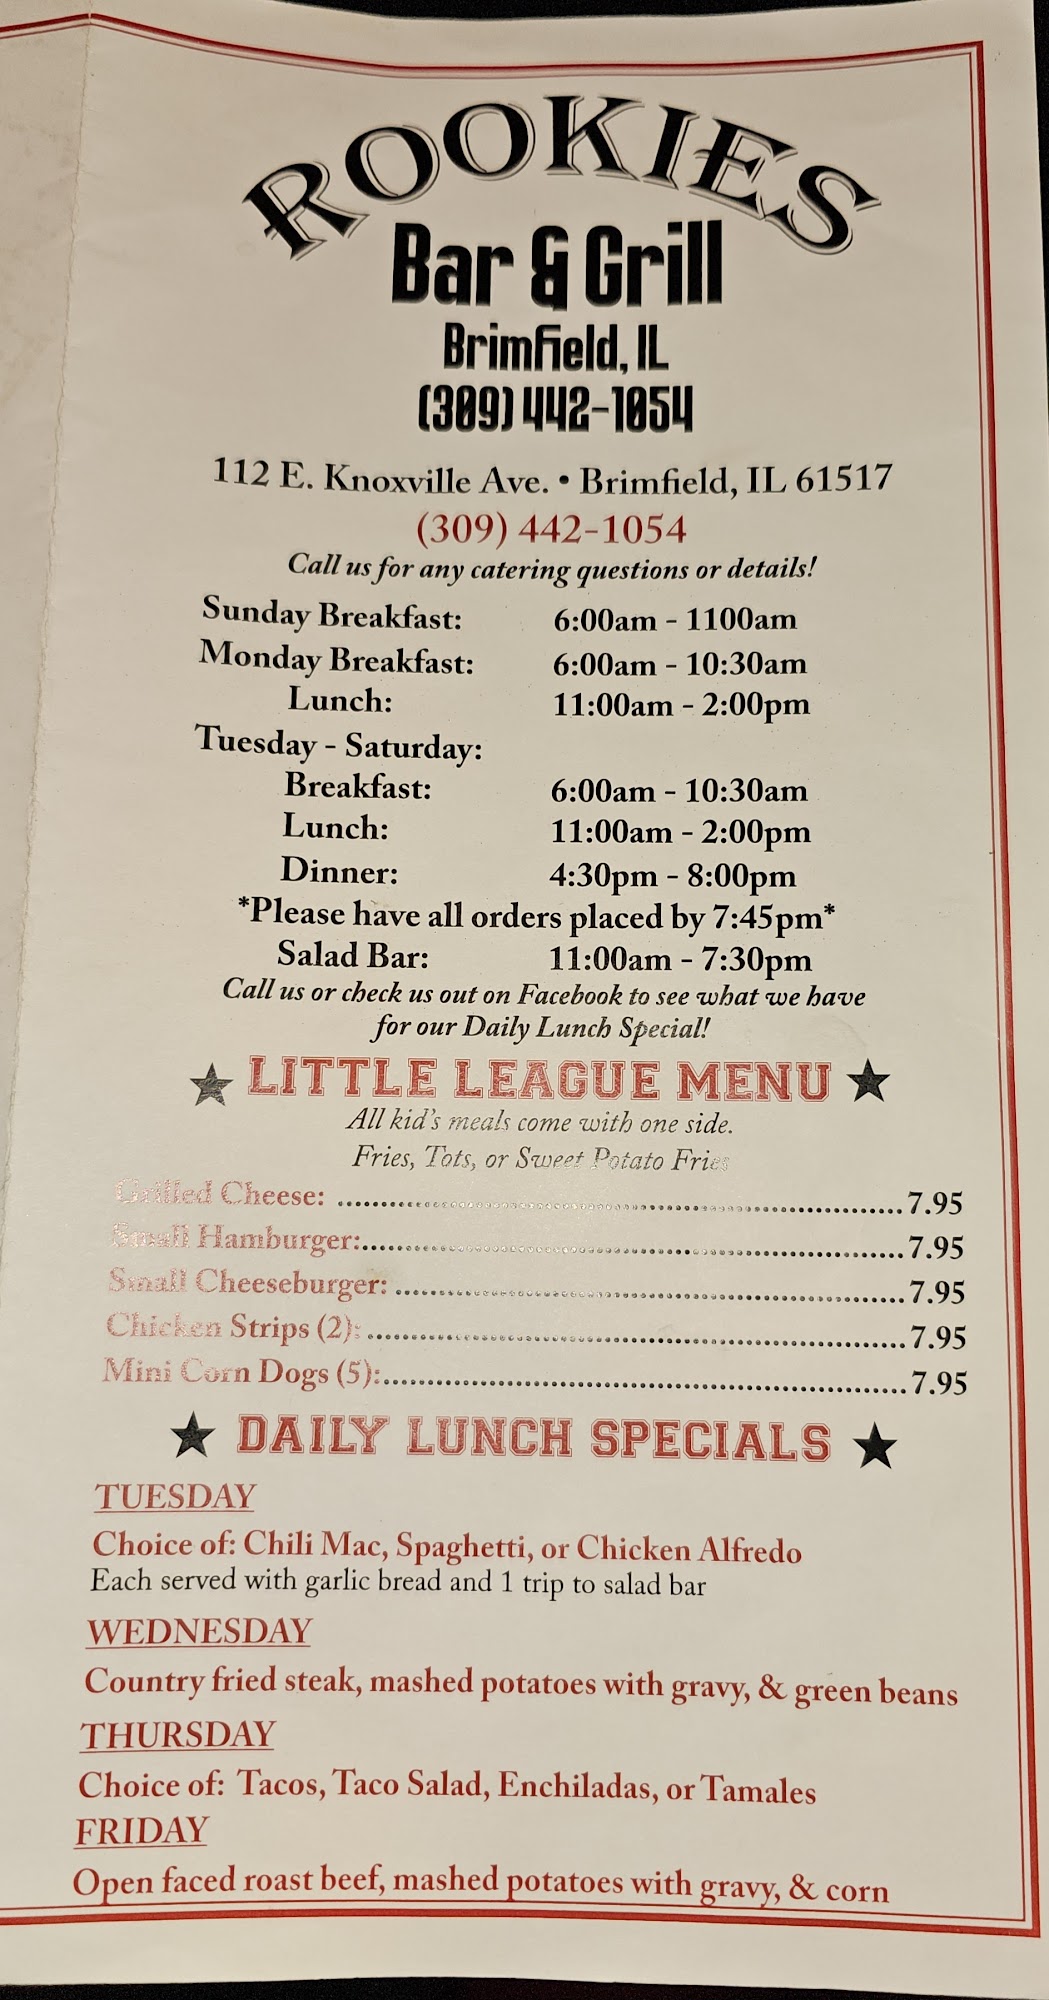 ROOKIES
Bar & Grill
Brimfield, IL
(309) 442-1054
112 E. Knoxville Ave. • Brimfield, IL 61517
(309) 442-1054
Call us for any catering questions or details!
Sunday Breakfast: 6:00am - 1100am
Monday Breakfast: 6:00am - 10:30am
Lunch: 11:00am - 2:00pm
Tuesday - Saturday:
Breakfast: 6:00am - 10:30am
Lunch: 11:00am - 2:00pm
Dinner: 4:30pm - 8:00pm
*Please have all orders placed by 7:45pm*
Salad Bar: 11:00am - 7:30pm
Call us or check us out on Facebook to see what we have
for our Daily Lunch Special!
★ LITTLE LEAGUE MENU ★
All kid's meals come with one side.
Fries, Tots, or Sweet Potato Fries
Grilled Cheese: ........ 7.95
Small Hamburger: ........ 7.95
Small Cheeseburger: ........ 7.95
Chicken Strips (2): ........ 7.95
Mini Corn Dogs (5): ........ 7.95
★ DAILY LUNCH SPECIALS ★
TUESDAY
Choice of: Chili Mac, Spaghetti, or Chicken Alfredo
Each served with garlic bread and 1 trip to salad bar
WEDNESDAY
Country fried steak, mashed potatoes with gravy, & green beans
THURSDAY
Choice of: Tacos, Taco Salad, Enchiladas, or Tamales
FRIDAY
Open faced roast beef, mashed potatoes with gravy, & corn